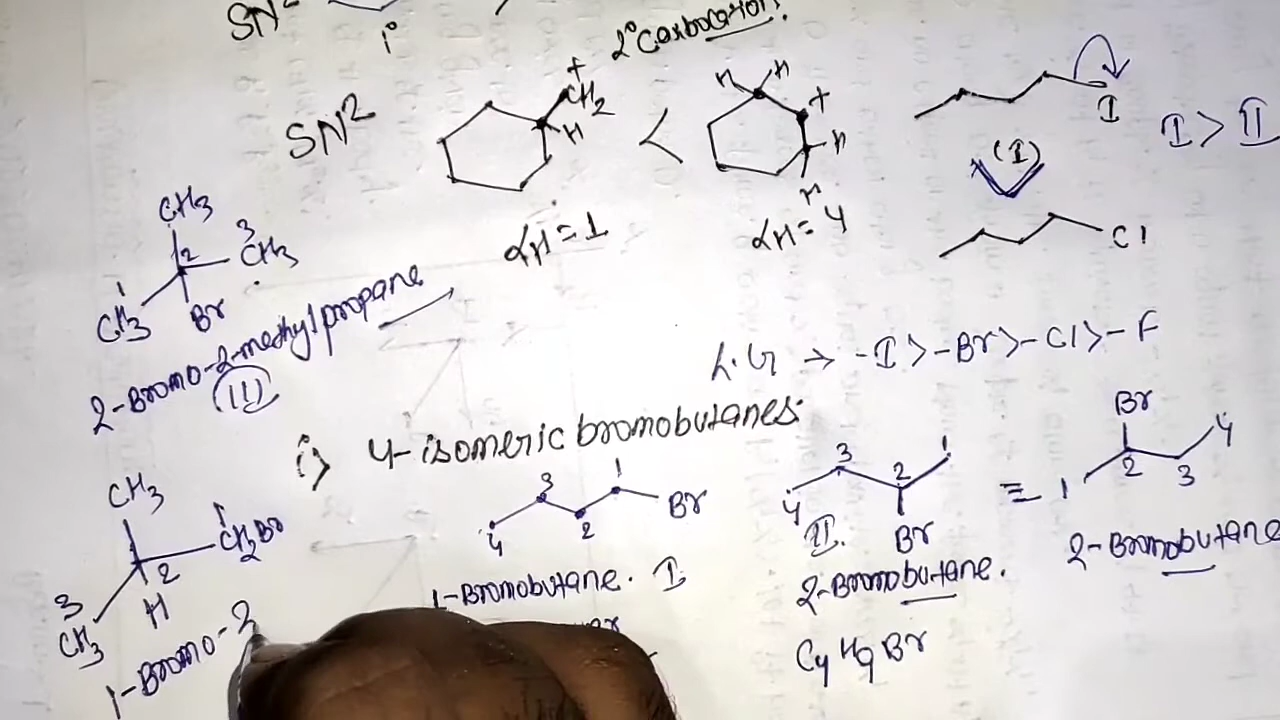 SN2
1°
2° Carbocation.
SN2
+
CH2
H
<
H H
+
H
H
αH = 1
αH = 4
I
(I)
Cl
I > II
CH3
2
3
CH3
1
CH3
Br
2-Bromo-2-methylpropane
(III)
L.G → -I > -Br > -Cl > -F
i) 4-isomeric bromobutanes.
4 3 2 1 Br
1-Bromobutane. I
4 3 2 1
Br
II.
2-Bromobutane.
C4H9Br
≡
Br
1 2 3 4
2-Bromobutane
CH3
1
CH2Br
2
H
3
CH3
1-Bromo-2